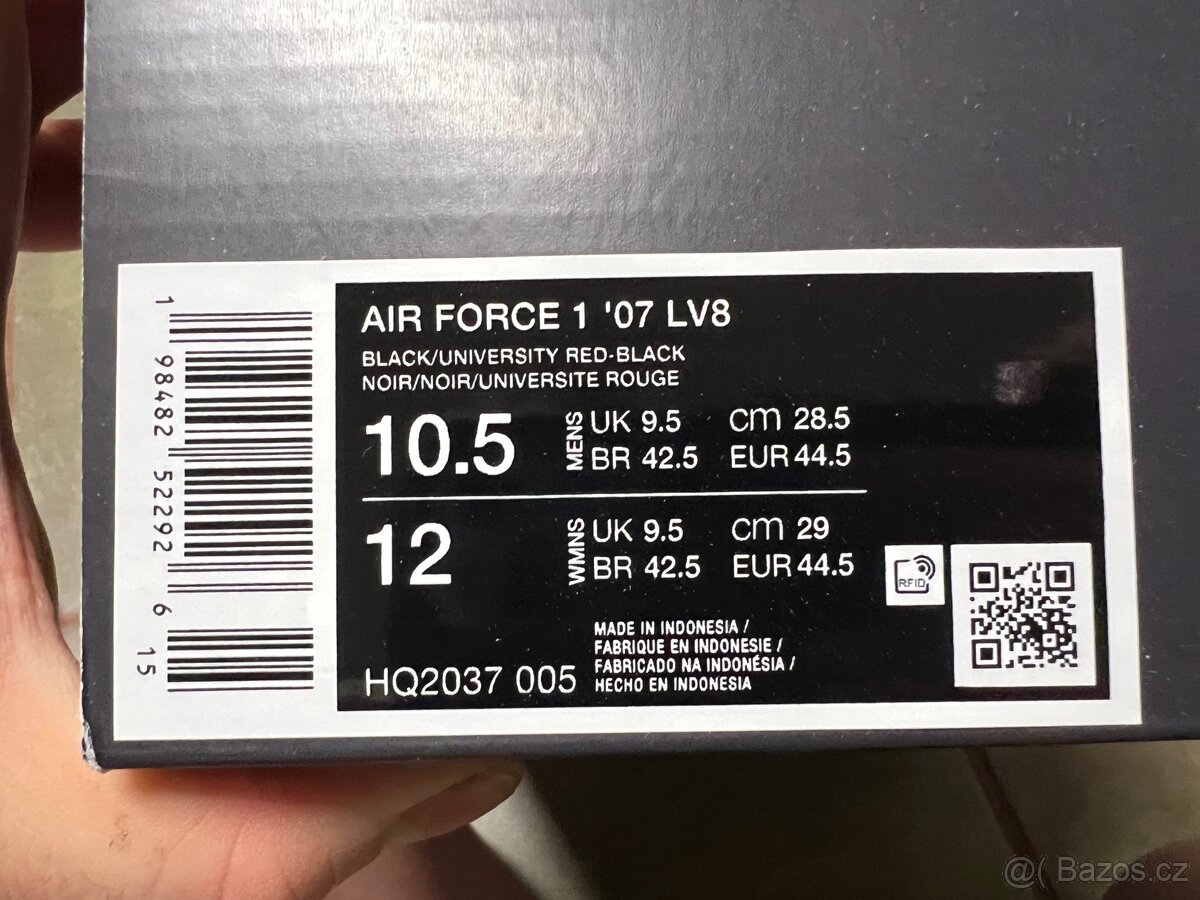 1 98482 52292 6
15
AIR FORCE 1 '07 LV8
BLACK/UNIVERSITY RED-BLACK
NOIR/NOIR/UNIVERSITE ROUGE
10.5 MENS UK 9.5 CM 28.5
BR 42.5 EUR 44.5
12 WMNS UK 9.5 CM 29
BR 42.5 EUR 44.5
RFID
MADE IN INDONESIA /
FABRIQUE EN INDONESIE /
FABRICADO NA INDONÉSIA /
HECHO EN INDONESIA
HQ2037 005
@( Bazos.cz